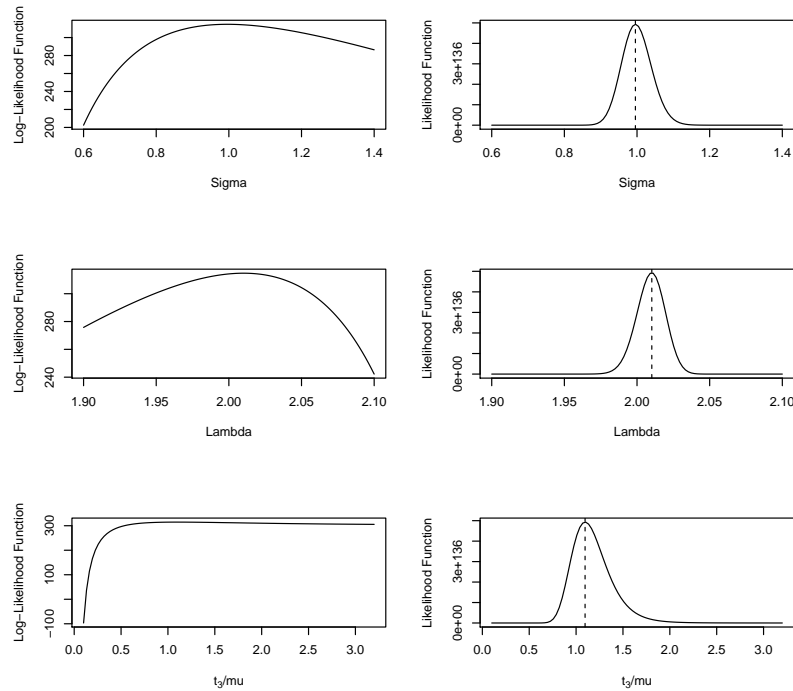 Log−Likelihood Function
200
240
280
0.6 0.8 1.0 1.2 1.4
Sigma
Likelihood Function
0e+00
3e+136
0.6 0.8 1.0 1.2 1.4
Sigma
Log−Likelihood Function
240
280
1.90 1.95 2.00 2.05 2.10
Lambda
Likelihood Function
0e+00
3e+136
1.90 1.95 2.00 2.05 2.10
Lambda
Log−Likelihood Function
−100
100
300
0.0 0.5 1.0 1.5 2.0 2.5 3.0
t3/mu
Likelihood Function
0e+00
3e+136
0.0 0.5 1.0 1.5 2.0 2.5 3.0
t3/mu